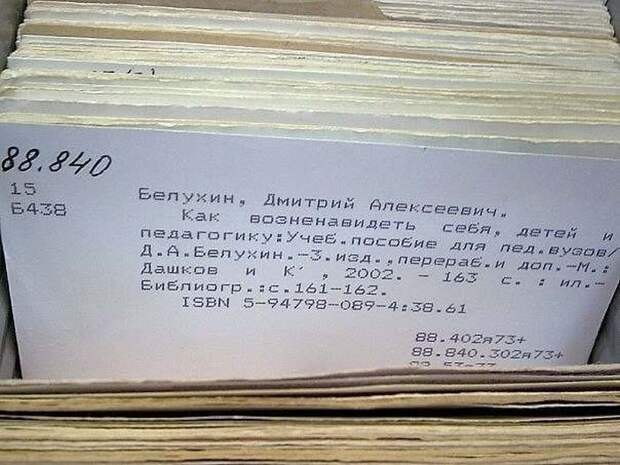 88.840
15
Б438
Белухин, Дмитрий Алексеевич.
Как возненавидеть себя, детей и
педагогику:Учеб.пособие для пед.вузов/
Д.А.Белухин.-3.изд.,перераб.и доп.-М.:
Дашков и К', 2002. - 163 с. : ил.-
Библиогр.:с.161-162.
ISBN 5-94798-089-4:38.61
88.402я73+
88.840.302я73+